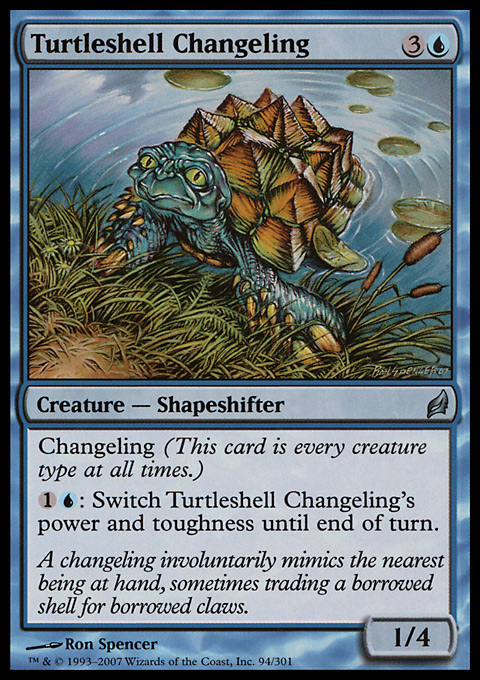 Turtleshell Changeling 3
Creature — Shapeshifter
Changeling (This card is every creature
type at all times.)
1 : Switch Turtleshell Changeling's
power and toughness until end of turn.
A changeling involuntarily mimics the nearest
being at hand, sometimes trading a borrowed
shell for borrowed claws.
1/4
Ron Spencer
™ & © 1993–2007 Wizards of the Coast, Inc. 94/301